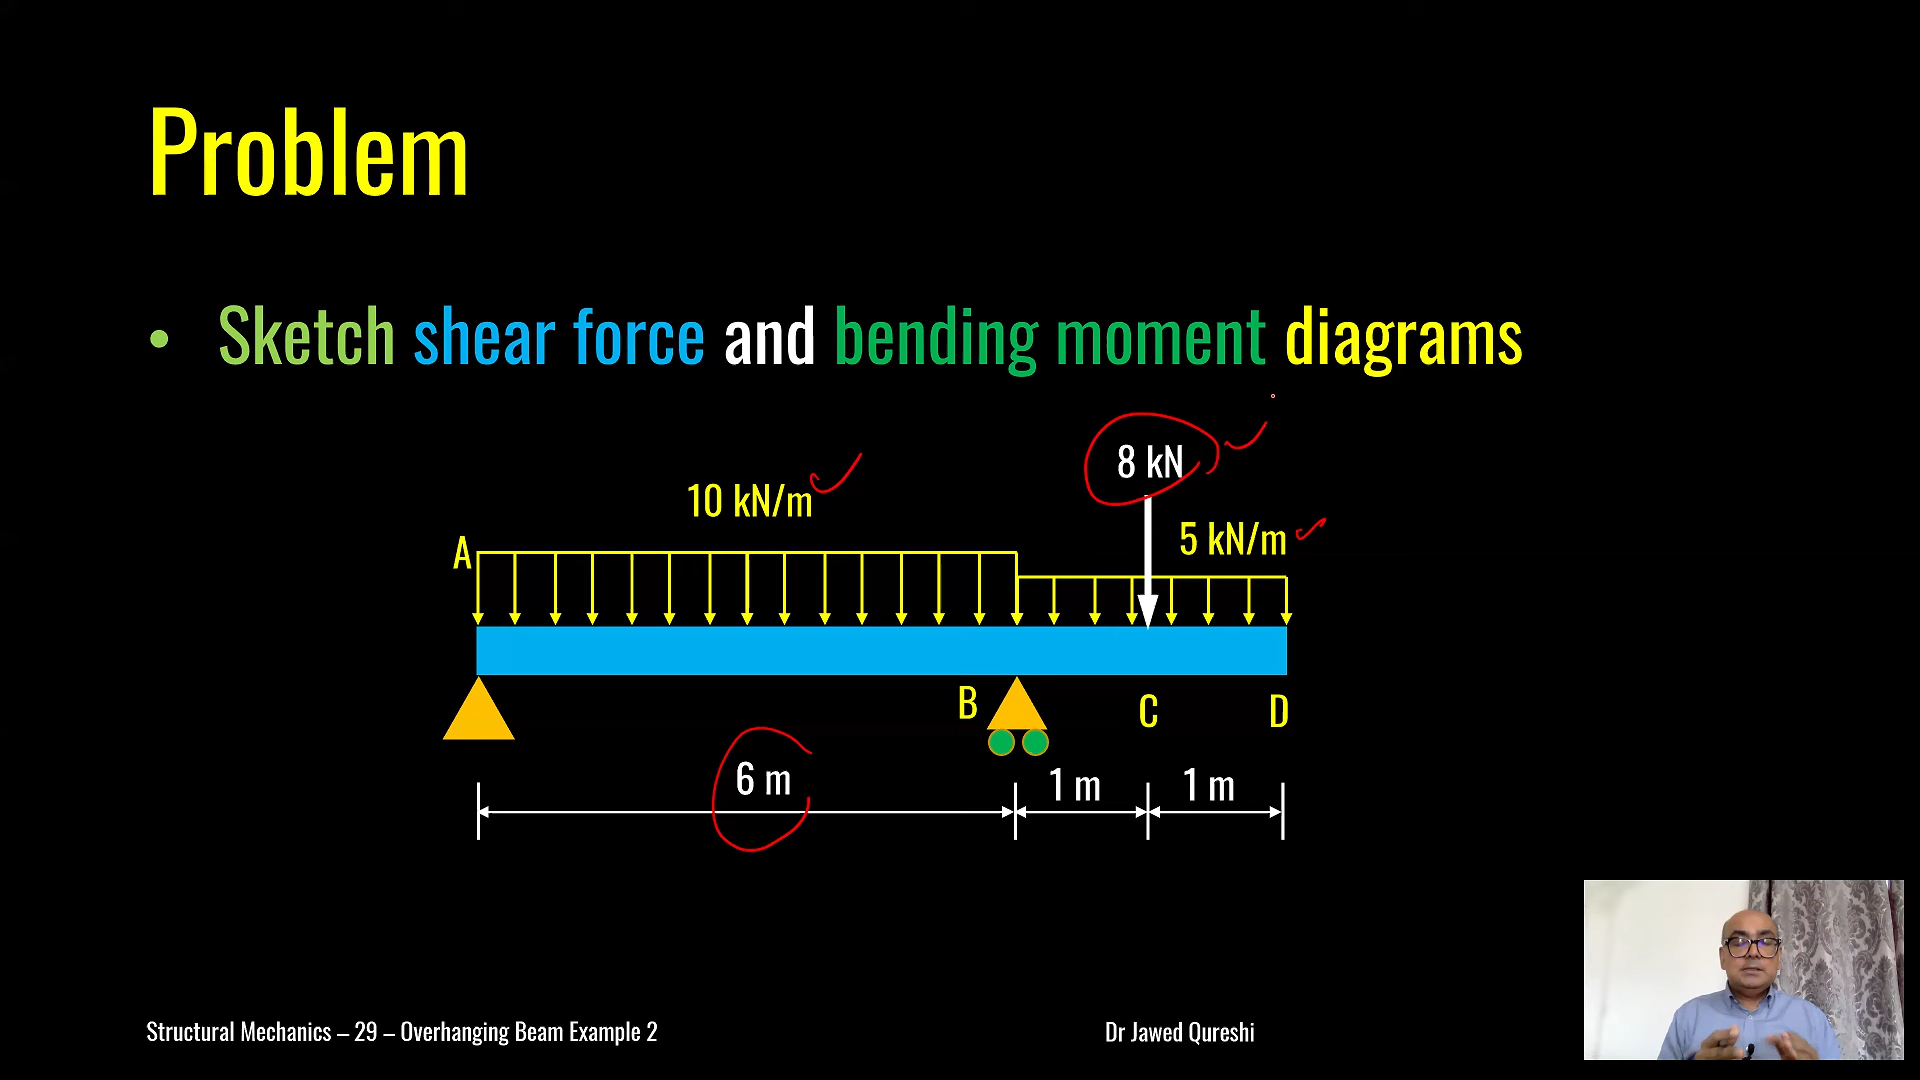 Problem
• Sketch shear force and bending moment diagrams
8 kN
10 kN/m
5 kN/m
A
B
C
D
6 m
1 m
1 m
Structural Mechanics – 29 – Overhanging Beam Example 2
Dr Jawed Qureshi